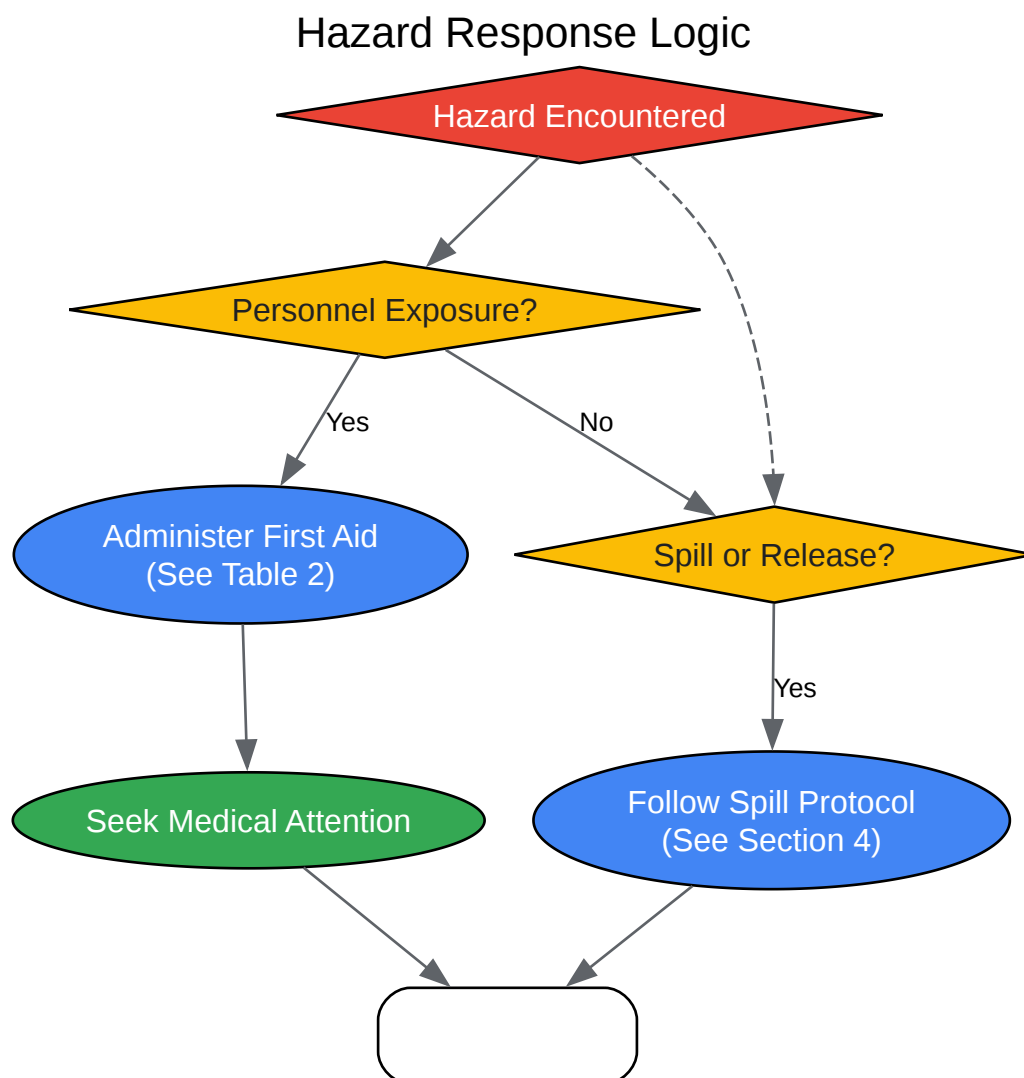 Hazard Response Logic
Hazard Encountered
Personnel Exposure?
Yes
No
Administer First Aid
(See Table 2)
Spill or Release?
Yes
Seek Medical Attention
Follow Spill Protocol
(See Section 4)